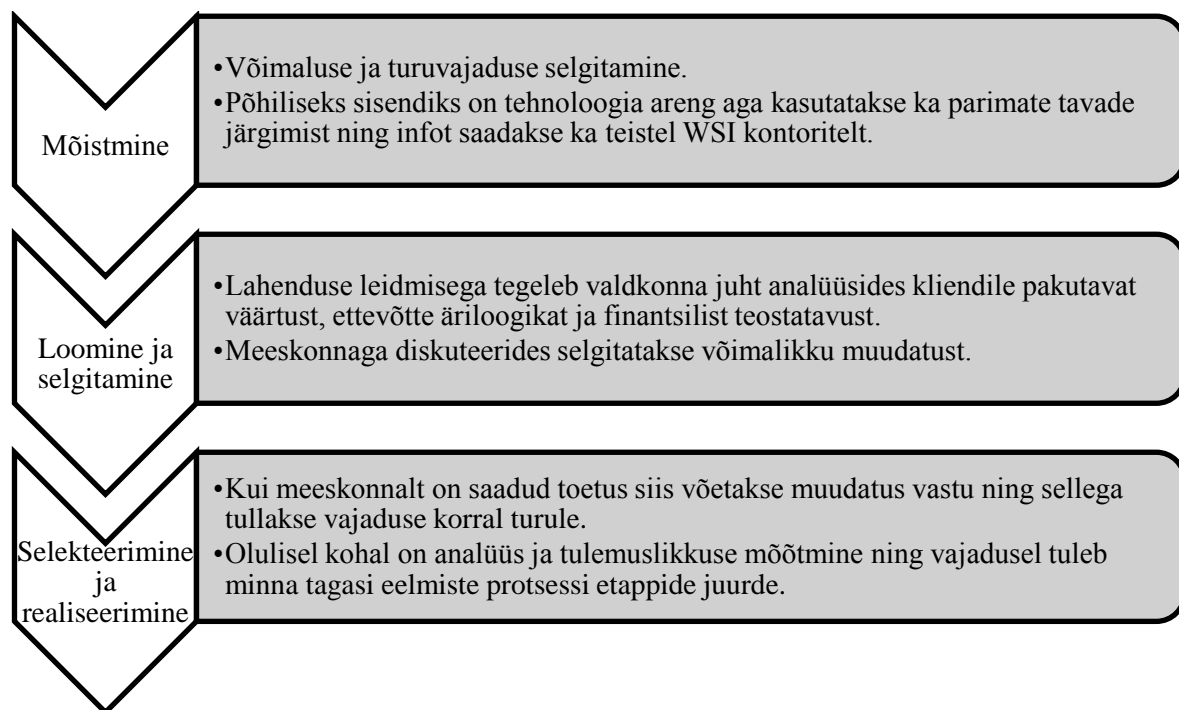 Mõistmine
•Võimaluse ja turuvajaduse selgitamine.
•Põhiliseks sisendiks on tehnoloogia areng aga kasutatakse ka parimate tavade
järgimist ning infot saadakse ka teistel WSI kontoritelt.
Loomine ja
selgitamine
•Lahenduse leidmisega tegeleb valdkonna juht analüüsides kliendile pakutavat
väärtust, ettevõtte äriloogikat ja finantsilist teostatavust.
•Meeskonnaga diskuteerides selgitatakse võimalikku muudatust.
Selekteerimine
ja
realiseerimine
•Kui meeskonnalt on saadud toetus siis võetakse muudatus vastu ning sellega
tullakse vajaduse korral turule.
•Olulisel kohal on analüüs ja tulemuslikkuse mõõtmine ning vajadusel tuleb
minna tagasi eelmiste protsessi etappide juurde.